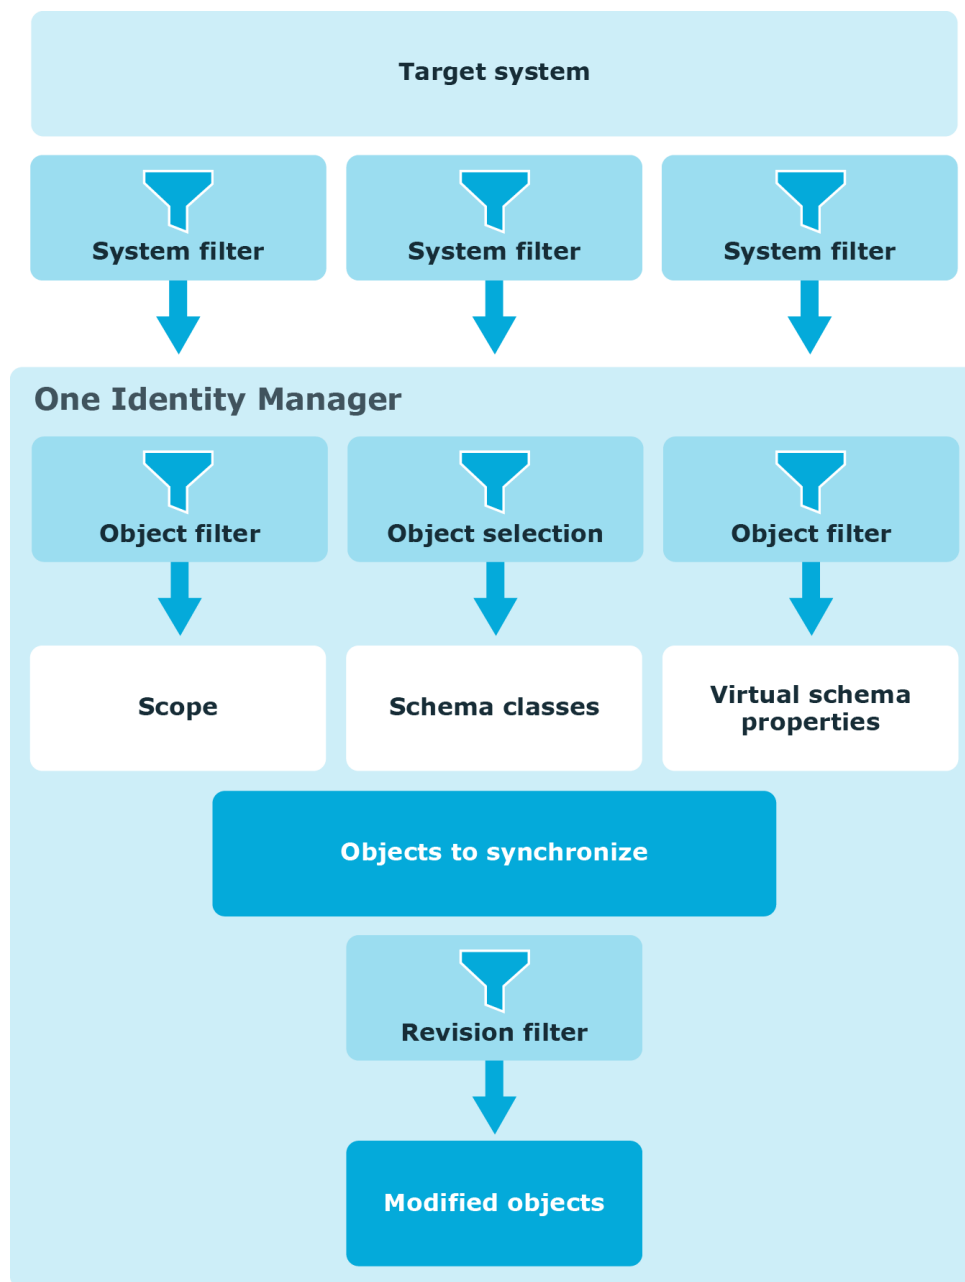 Target system
System filter
System filter
System filter
One Identity Manager
Object filter
Object selection
Object filter
Scope
Schema classes
Virtual schema
properties
Objects to synchronize
Revision filter
Modified objects